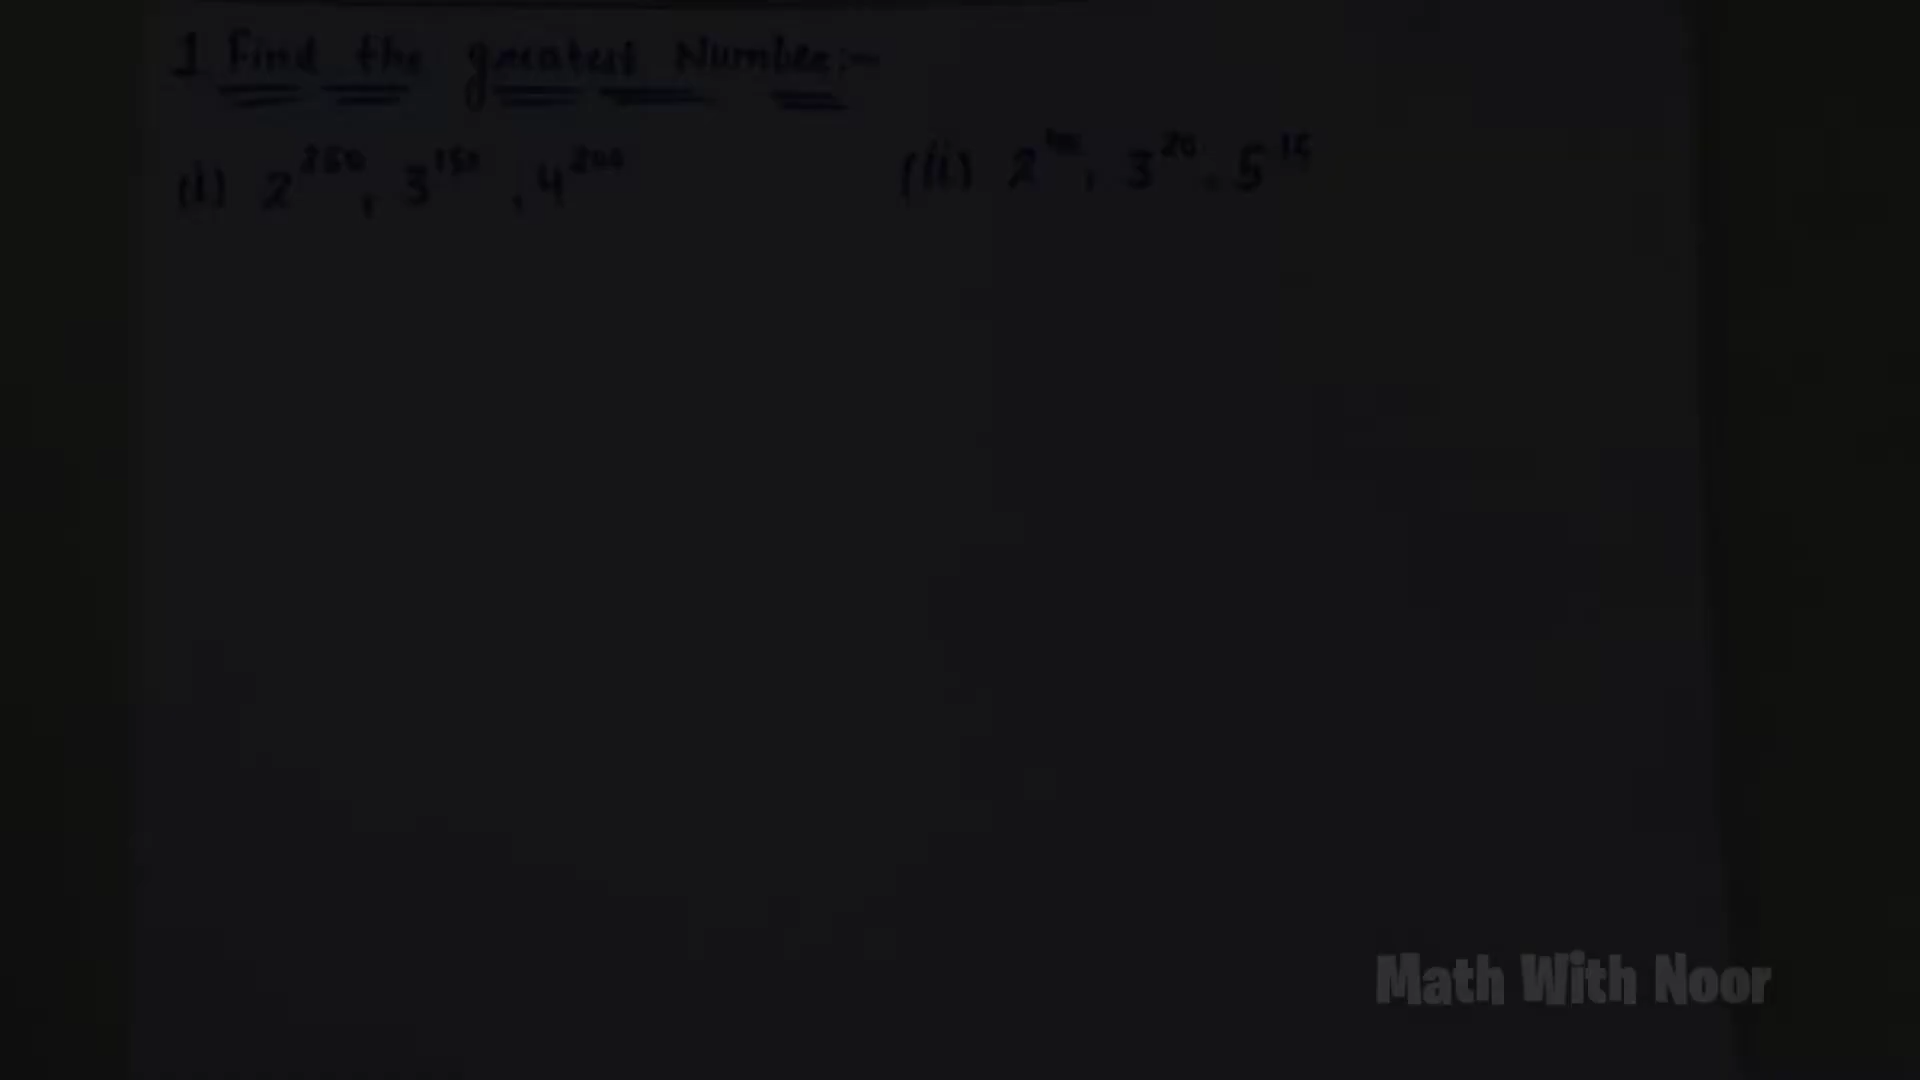 1 Find the greatest Number:-
(i) 2^250, 3^150, 4^200
(ii) 2^40, 3^20, 5^15
Math With Noor